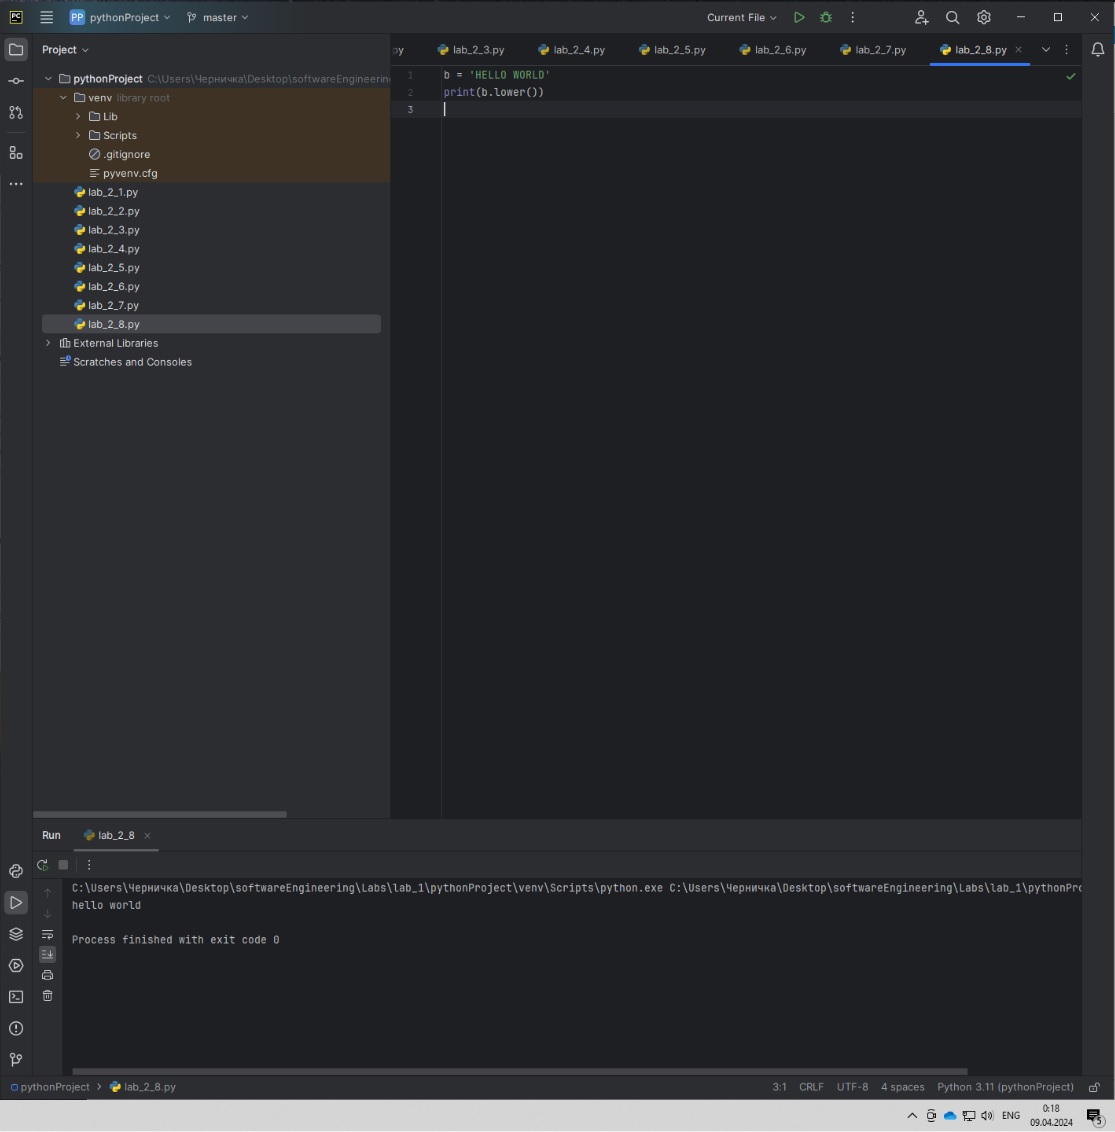 PC
PP pythonProject
master
Current File
Project
py
lab_2_3.py
lab_2_4.py
lab_2_5.py
lab_2_6.py
lab_2_7.py
lab_2_8.py
pythonProject C:\Users\Черничка\Desktop\softwareEngineerin
venv library root
Lib
Scripts
.gitignore
pyvenv.cfg
lab_2_1.py
lab_2_2.py
lab_2_3.py
lab_2_4.py
lab_2_5.py
lab_2_6.py
lab_2_7.py
lab_2_8.py
External Libraries
Scratches and Consoles
1 b = 'HELLO WORLD'
2 print(b.lower())
3
Run
lab_2_8
C:\Users\Черничка\Desktop\softwareEngineering\Labs\lab_1\pythonProject\venv\Scripts\python.exe C:\Users\Черничка\Desktop\softwareEngineering\Labs\lab_1\pythonPro
hello world
Process finished with exit code 0
pythonProject
lab_2_8.py
3:1 CRLF UTF-8 4 spaces Python 3.11 (pythonProject)
ENG
0:18
09.04.2024
5